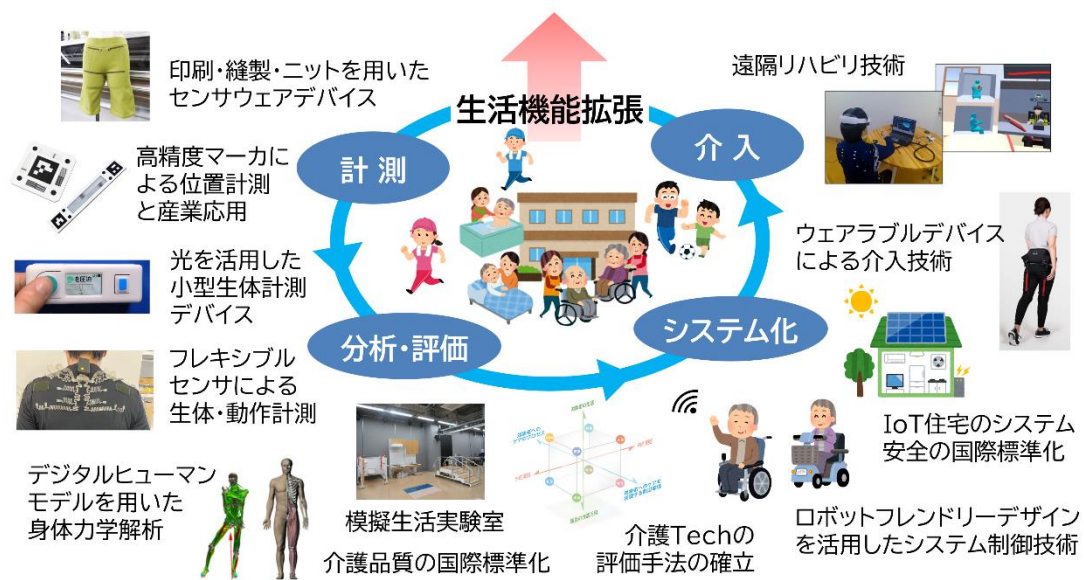 印刷・縫製・ニットを用いた
センサウェアデバイス
高精度マーカに
よる位置計測
と産業応用
光を活用した
小型生体計測
デバイス
フレキシブル
センサによる
生体・動作計測
デジタルヒューマン
モデルを用いた
身体力学解析
生活機能拡張
計 測
介 入
分析・評価
システム化
模擬生活実験室
介護品質の国際標準化
介護Techの
評価手法の確立
遠隔リハビリ技術
ウェアラブルデバイス
による介入技術
IoT住宅のシステム
安全の国際標準化
ロボットフレンドリーデザイン
を活用したシステム制御技術